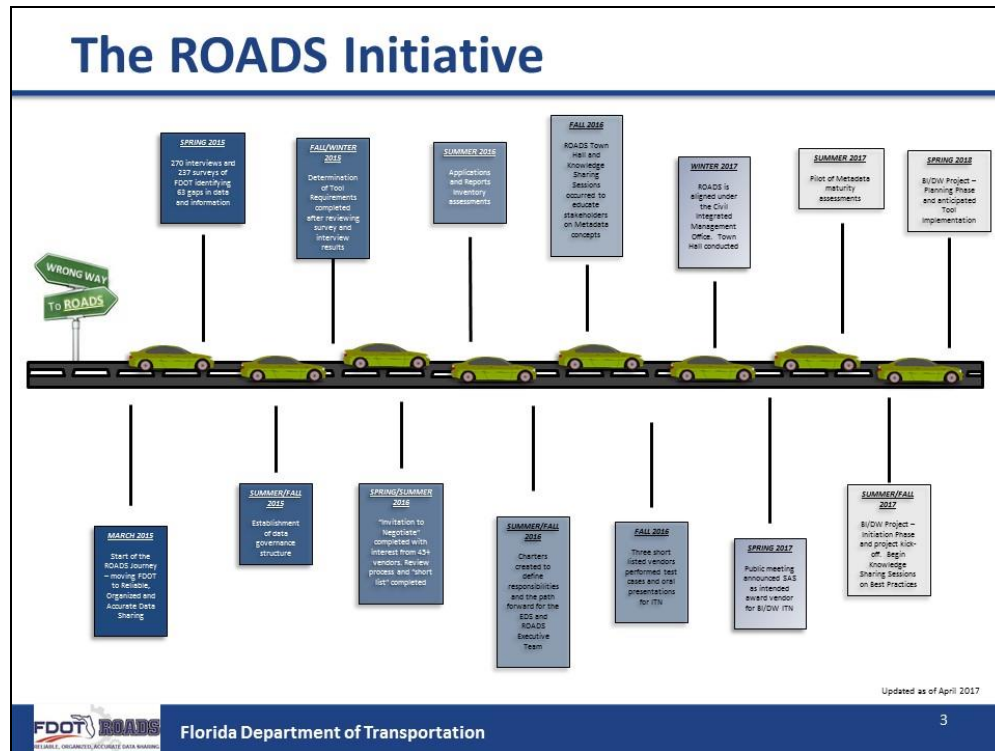 The ROADS Initiative
SPRING 2015
270 interviews and
237 surveys of
FDOT identifying
63 gaps in data
and information
FALL/WINTER
2015
Determination
of Tool
Requirements
completed
after reviewing
survey and
interview
results
SUMMER 2016
Applications
and Reports
Inventory
assessments
FALL 2016
ROADS Town
Hall and
Knowledge
Sharing
Sessions
occurred to
educate
stakeholders
on Metadata
concepts
WINTER 2017
ROADS is
aligned under
the Civil
Integrated
Management
Office. Town
Hall conducted
SUMMER 2017
Pilot of Metadata
maturity
assessments
SPRING 2018
BI/DW Project –
Planning Phase
and anticipated
Tool
Implementation
WRONG WAY
To ROADS
MARCH 2015
Start of the
ROADS Journey
– moving FDOT
to Reliable,
Organized and
Accurate Data
Sharing
SUMMER/FALL
2015
Establishment
of data
governance
structure
SPRING/SUMMER
2016
"Invitation to
Negotiate"
completed with
interest from 45+
vendors. Review
process and "short
list" completed
SUMMER/FALL
2016
Charters
created to
define
responsibilities
and the path
forward for the
EDS and
ROADS
Executive
Team
FALL 2016
Three short
listed vendors
performed test
cases and oral
presentations
for ITN
SPRING 2017
Public meeting
announced SAS
as intended
award vendor
for BI/DW ITN
SUMMER/FALL
2017
BI/DW Project –
Initiation Phase
and project kick-
off. Begin
Knowledge
Sharing Sessions
on Best Practices
Updated as of April 2017
FDOT ROADS
RELIABLE, ORGANIZED, ACCURATE DATA SHARING
Florida Department of Transportation
3